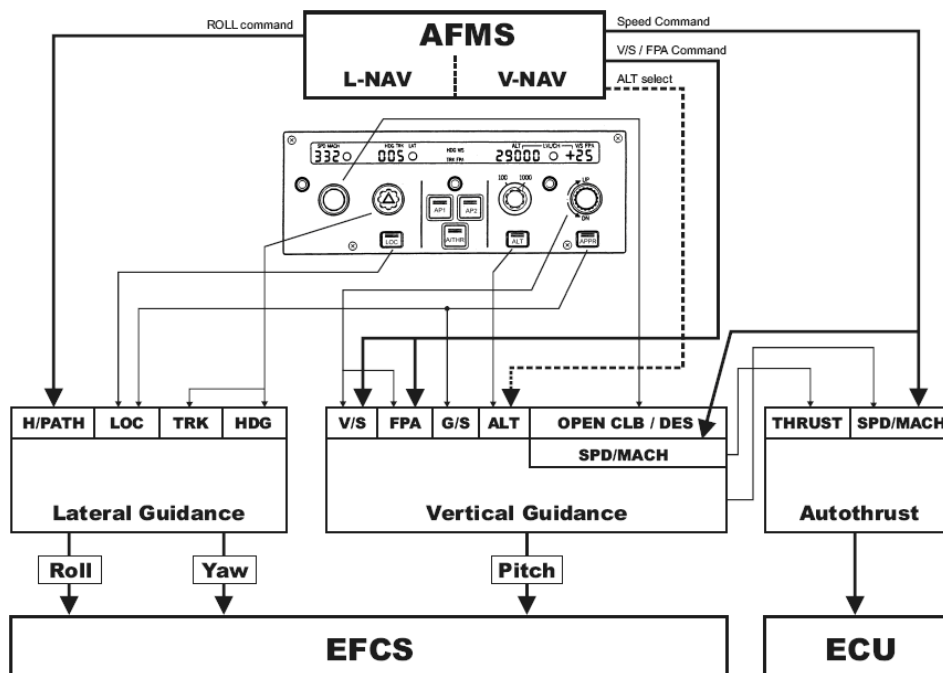 ROLL command
AFMS
Speed Command
V/S / FPA Command
L-NAV
V-NAV
ALT select
SPD MACH
HDG TRK LAT
HDG VS
TRK FPA
ALT
LVL/CH
V/S FPA
332
005
29000
+25
100
1000
UP
DN
AP1
AP2
LOC
A/THR
ALT
APPR
H/PATH
LOC
TRK
HDG
V/S
FPA
G/S
ALT
OPEN CLB / DES
THRUST
SPD/MACH
SPD/MACH
Lateral Guidance
Vertical Guidance
Autothrust
Roll
Yaw
Pitch
EFCS
ECU